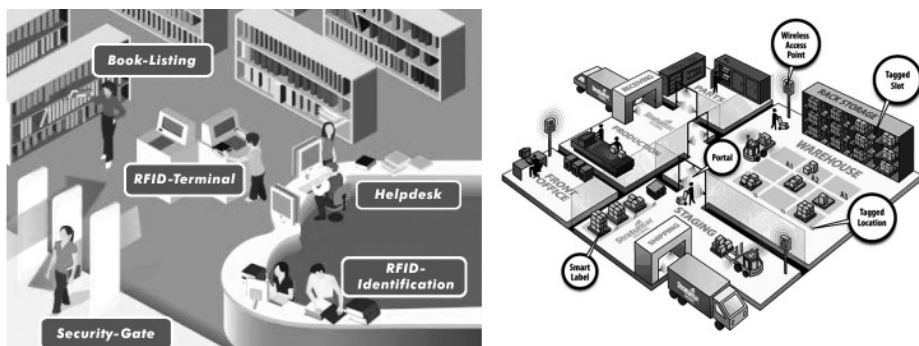 Book-Listing
RFID-Terminal
Helpdesk
RFID-
Identification
Security-Gate
Wireless
Access
Point
Tagged
Slot
RECEIVING
PARTS
RACK STORAGE
PRODUCTION
Portal
WAREHOUSE
FRONT
OFFICE
STAGING
Tagged
Location
SHIPPING
Smart
Label